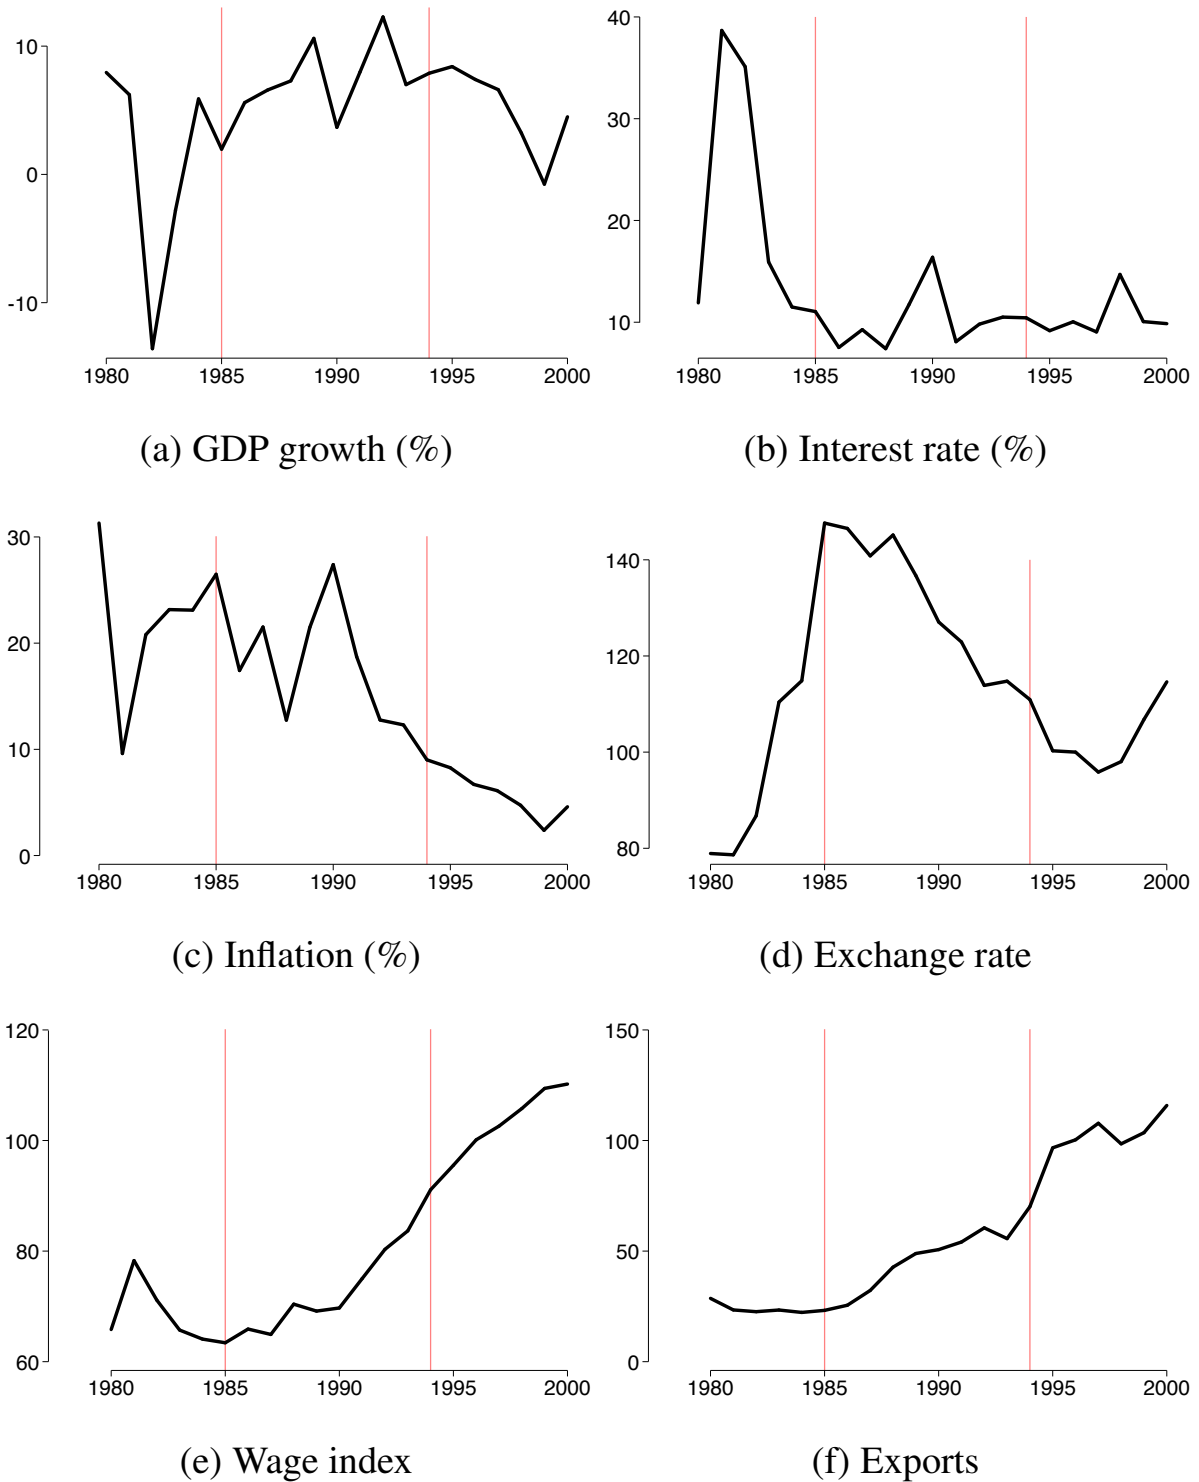 10
0
-10
1980 1985 1990 1995 2000
(a) GDP growth (%)
40
30
20
10
1980 1985 1990 1995 2000
(b) Interest rate (%)
30
20
10
0
1980 1985 1990 1995 2000
(c) Inflation (%)
140
120
100
80
1980 1985 1990 1995 2000
(d) Exchange rate
120
100
80
60
1980 1985 1990 1995 2000
(e) Wage index
150
100
50
0
1980 1985 1990 1995 2000
(f) Exports